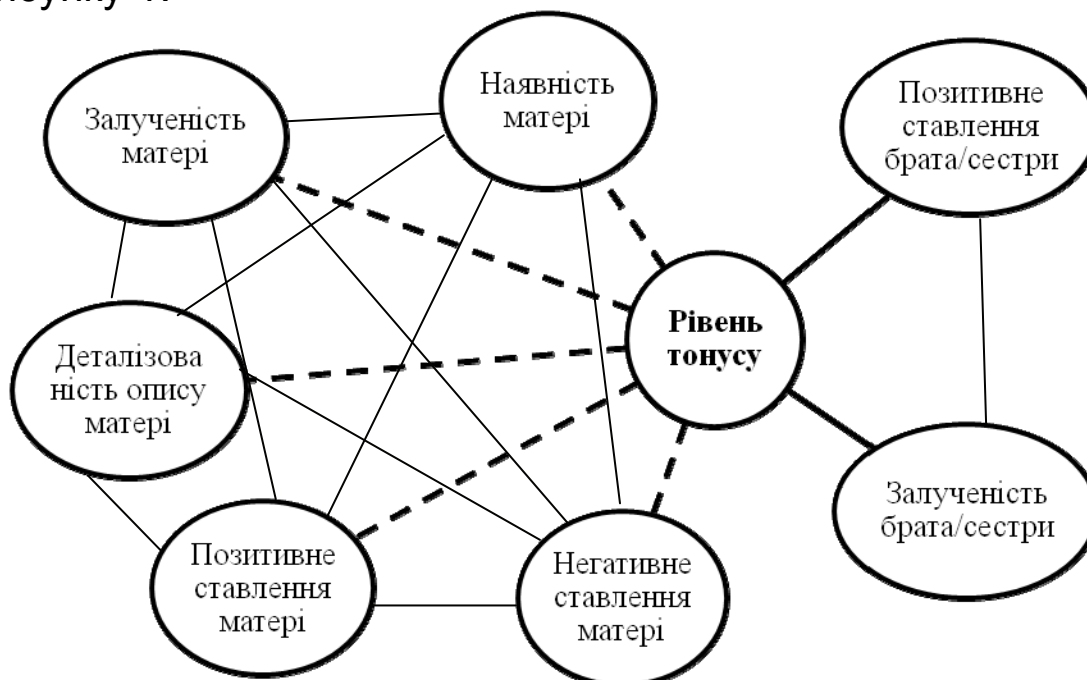 Залученість
матері
Наявність
матері
Позитивне
ставлення
брата/сестри
Рівень
тонусу
Деталізова
ність опису
матері
Залученість
брата/сестри
Позитивне
ставлення
матері
Негативне
ставлення
матері